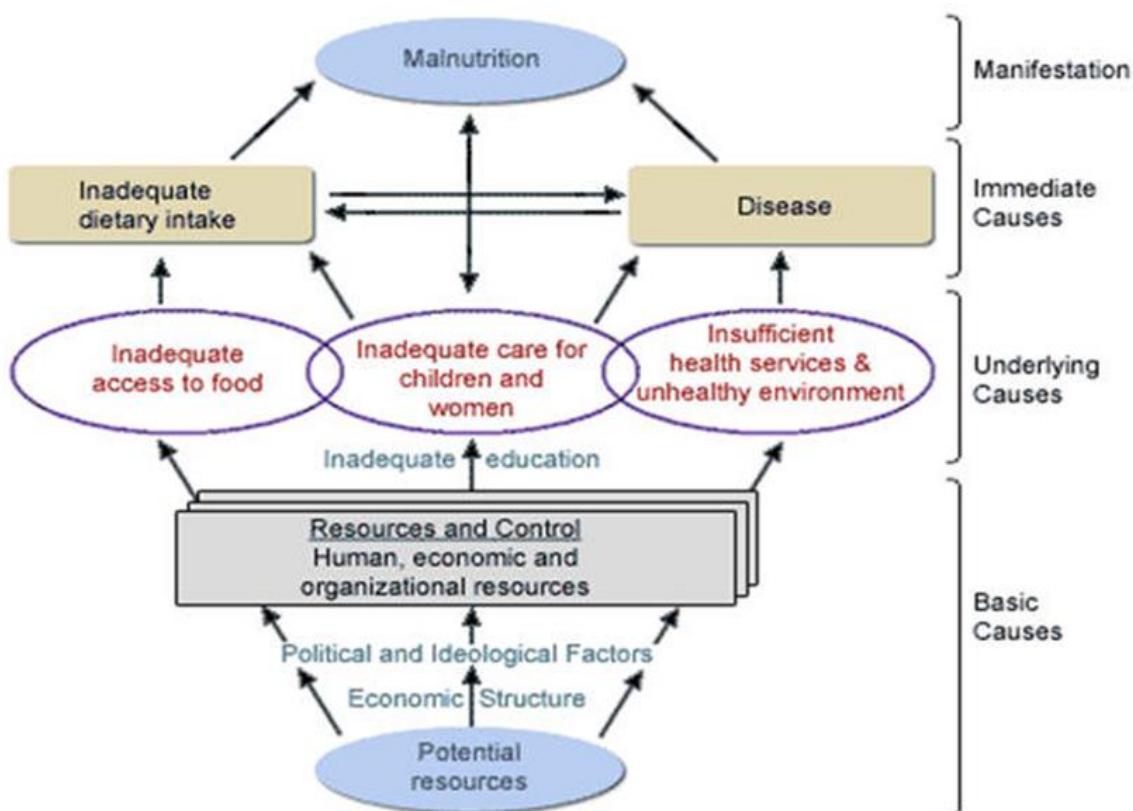 Malnutrition
Manifestation
Inadequate
dietary intake
Disease
Immediate
Causes
Inadequate
access to food
Inadequate care for
children and
women
Insufficient
health services &
unhealthy environment
Underlying
Causes
Inadequate education
Resources and Control
Human, economic and
organizational resources
Basic
Causes
Political and Ideological Factors
Economic Structure
Potential
resources